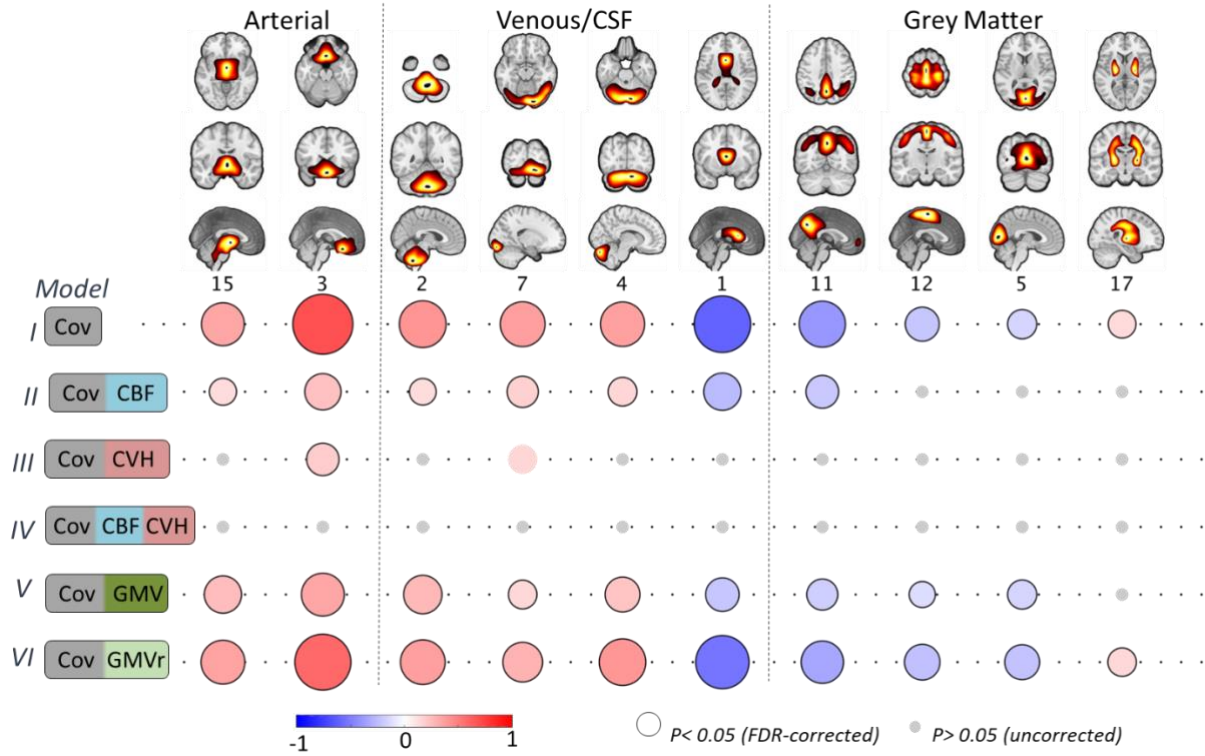 Arterial Venous/CSF Grey Matter
15 3 2 7 4 1 11 12 5 17
Model
I Cov
II Cov CBF
III Cov CVH
IV Cov CBF CVH
V Cov GMV
VI Cov GMVr
-1 0 1
P< 0.05 (FDR-corrected) P> 0.05 (uncorrected)